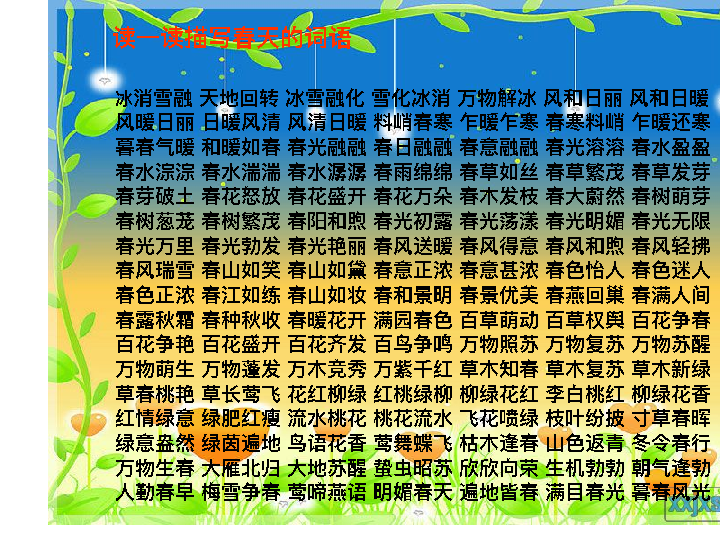 读一读描写春天的词语
冰消雪融 天地回转 冰雪融化 雪化冰消 万物解冰 风和日丽 风和日暖
风暖日丽 日暖风清 风清日暖 料峭春寒 乍暖乍寒 春寒料峭 乍暖还寒
暮春气暖 和暖如春 春光融融 春日融融 春意融融 春光溶溶 春水盈盈
春水淙淙 春水湍湍 春水潺潺 春雨绵绵 春草如丝 春草繁茂 春草发芽
春芽破土 春花怒放 春花盛开 春花万朵 春木发枝 春大蔚然 春树萌芽
春树葱茏 春树繁茂 春阳和煦 春光初露 春光荡漾 春光明媚 春光无限
春光万里 春光勃发 春光艳丽 春风送暖 春风得意 春风和煦 春风轻拂
春风瑞雪 春山如笑 春山如黛 春意正浓 春意甚浓 春色怡人 春色迷人
春色正浓 春江如练 春山如妆 春和景明 春景优美 春燕回巢 春满人间
春露秋霜 春种秋收 春暖花开 满园春色 百草萌动 百草权舆 百花争春
百花争艳 百花盛开 百花齐发 百鸟争鸣 万物照苏 万物复苏 万物苏醒
万物萌生 万物蓬发 万木竞秀 万紫千红 草木知春 草木复苏 草木新绿
草春桃艳 草长莺飞 花红柳绿 红桃绿柳 柳绿花红 李白桃红 柳绿花香
红情绿意 绿肥红瘦 流水桃花 桃花流水 飞花喷绿 枝叶纷披 寸草春晖
绿意盎然 绿茵遍地 鸟语花香 莺舞蝶飞 枯木逢春 山色返青 冬令春行
万物生春 大雁北归 大地苏醒 蛰虫昭苏 欣欣向荣 生机勃勃 朝气逢勃
人勤春早 梅雪争春 莺啼燕语 明媚春天 遍地皆春 满目春光 暮春风光